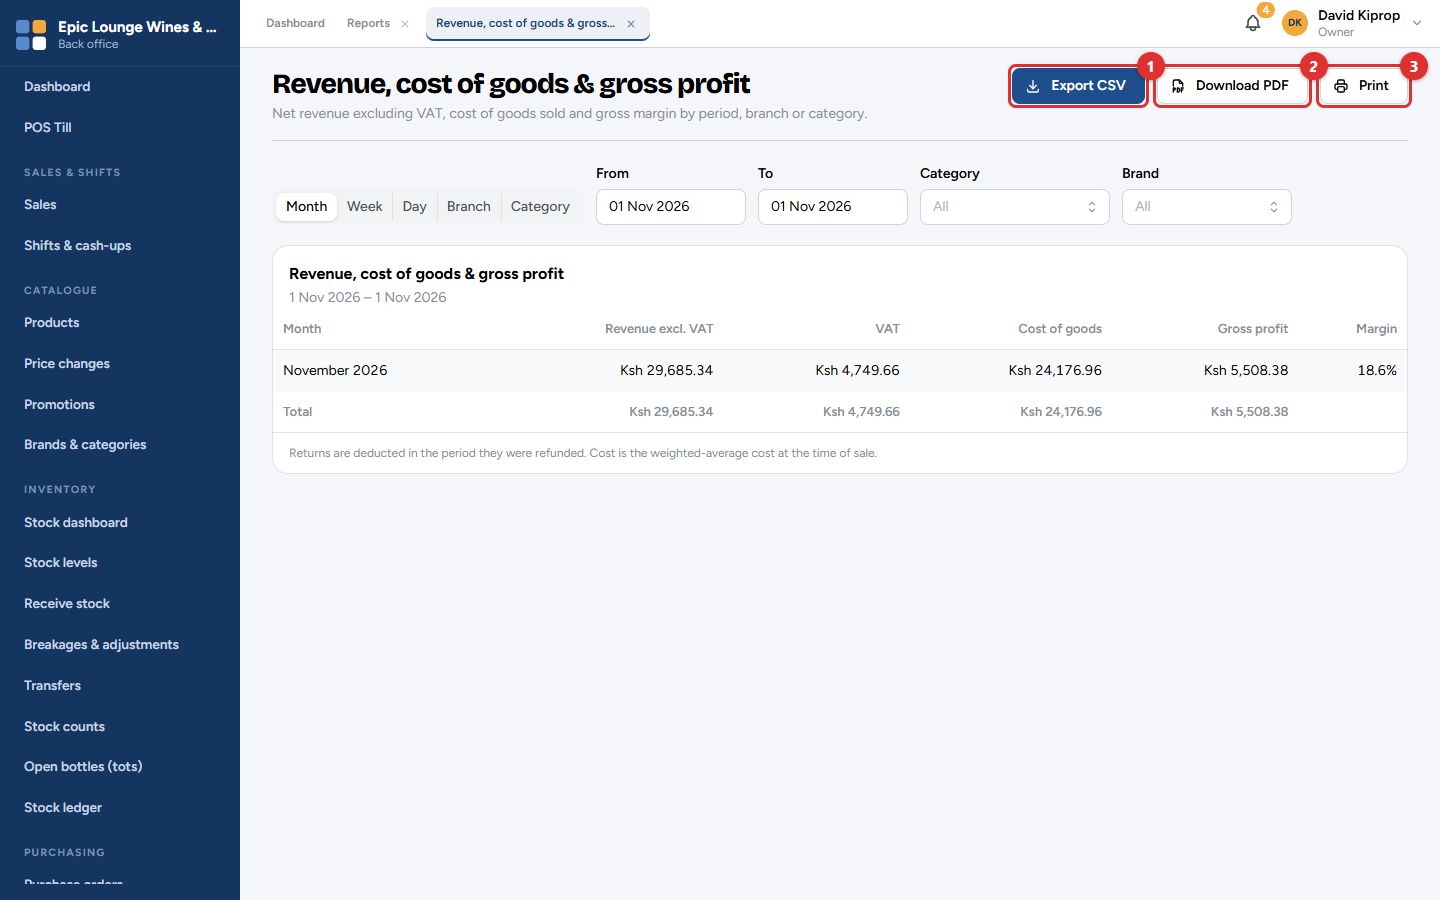 Epic Lounge Wines & ...
Back office
Dashboard
POS Till
SALES & SHIFTS
Sales
Shifts & cash-ups
CATALOGUE
Products
Price changes
Promotions
Brands & categories
INVENTORY
Stock dashboard
Stock levels
Receive stock
Breakages & adjustments
Transfers
Stock counts
Open bottles (tots)
Stock ledger
PURCHASING
Purchase orders
Dashboard Reports Revenue, cost of goods & gross...
4
DK
David Kiprop
Owner
Revenue, cost of goods & gross profit
Net revenue excluding VAT, cost of goods sold and gross margin by period, branch or category.
Export CSV 1
PDF Download PDF 2
Print 3
Month Week Day Branch Category
From
01 Nov 2026
To
01 Nov 2026
Category
All
Brand
All
Revenue, cost of goods & gross profit
1 Nov 2026 – 1 Nov 2026
Month Revenue excl. VAT VAT Cost of goods Gross profit Margin
November 2026 Ksh 29,685.34 Ksh 4,749.66 Ksh 24,176.96 Ksh 5,508.38 18.6%
Total Ksh 29,685.34 Ksh 4,749.66 Ksh 24,176.96 Ksh 5,508.38
Returns are deducted in the period they were refunded. Cost is the weighted-average cost at the time of sale.